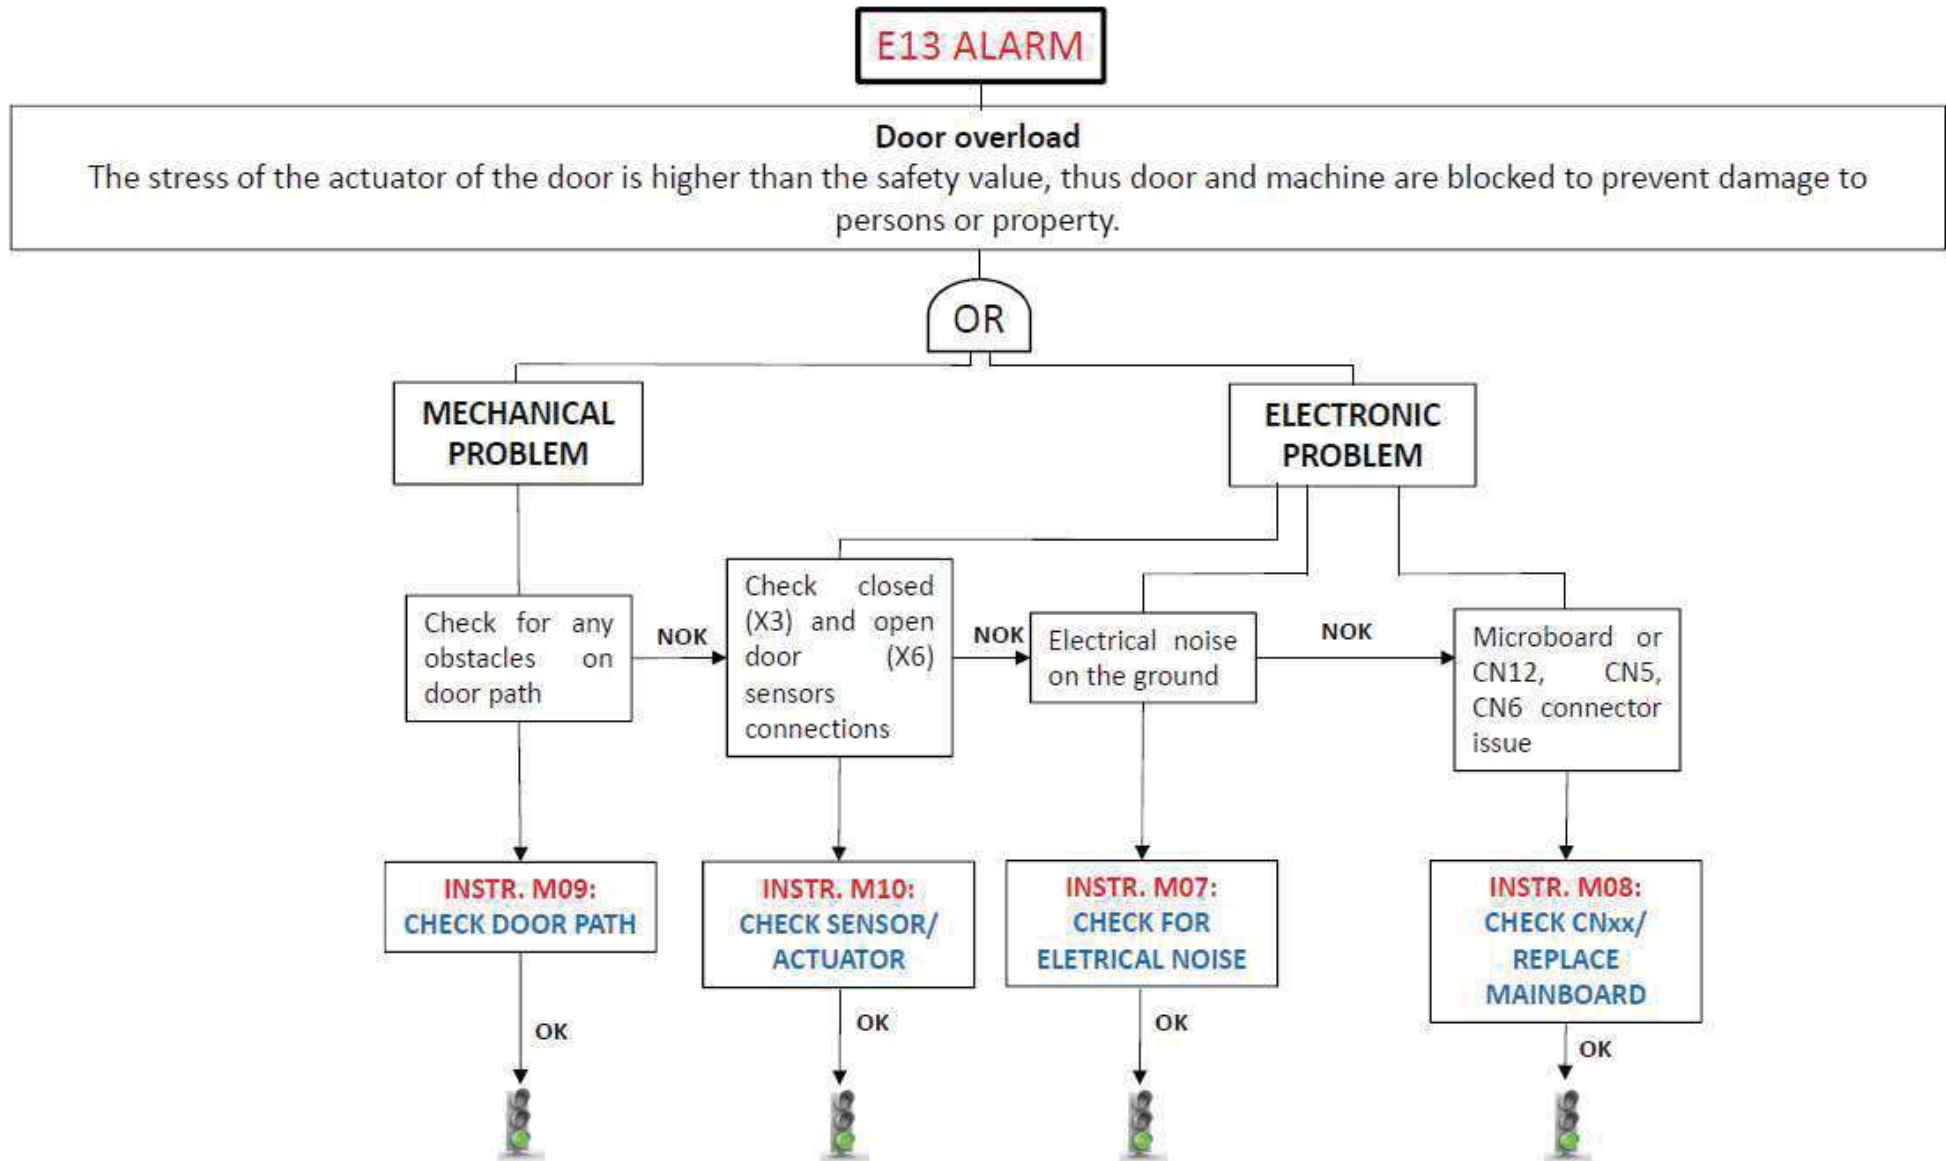 E13 ALARM
Door overload
The stress of the actuator of the door is higher than the safety value, thus door and machine are blocked to prevent damage to
persons or property.
OR
MECHANICAL
PROBLEM
ELECTRONIC
PROBLEM
Check for any
obstacles on
door path
NOK
Check closed
(X3) and open
door (X6)
sensors
connections
NOK
Electrical noise
on the ground
NOK
Microboard or
CN12, CN5,
CN6 connector
issue
INSTR. M09:
CHECK DOOR PATH
INSTR. M10:
CHECK SENSOR/
ACTUATOR
INSTR. M07:
CHECK FOR
ELETRICAL NOISE
INSTR. M08:
CHECK CNxx/
REPLACE
MAINBOARD
OK
OK
OK
OK